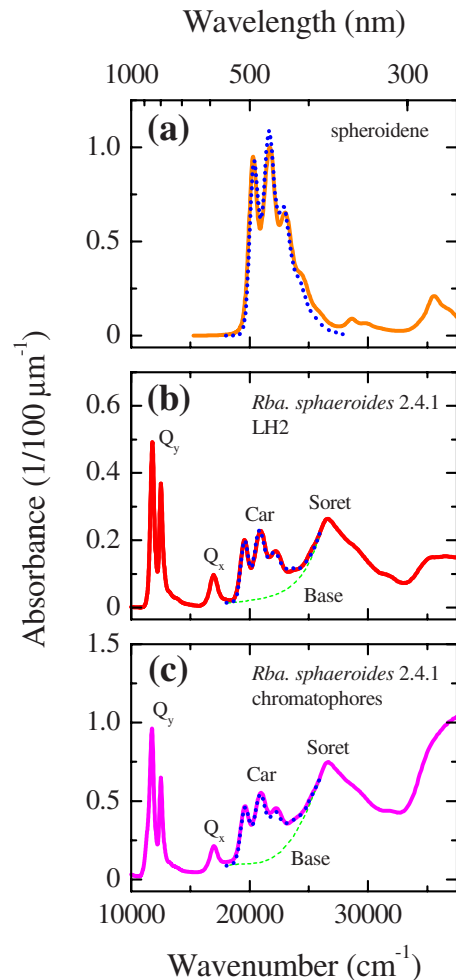 Wavelength (nm)
1000 500 300
(a)
spheroidene
1.0
0.5
0
Absorbance (1/100 μm⁻¹)
(b)
Rba. sphaeroides 2.4.1
LH2
0.6
0.4
0.2
0
Qy
Qx
Car
Soret
Base
(c)
Rba. sphaeroides 2.4.1
chromatophores
1.5
1.0
0.5
0
Qy
Qx
Car
Soret
Base
10000 20000 30000
Wavenumber (cm⁻¹)